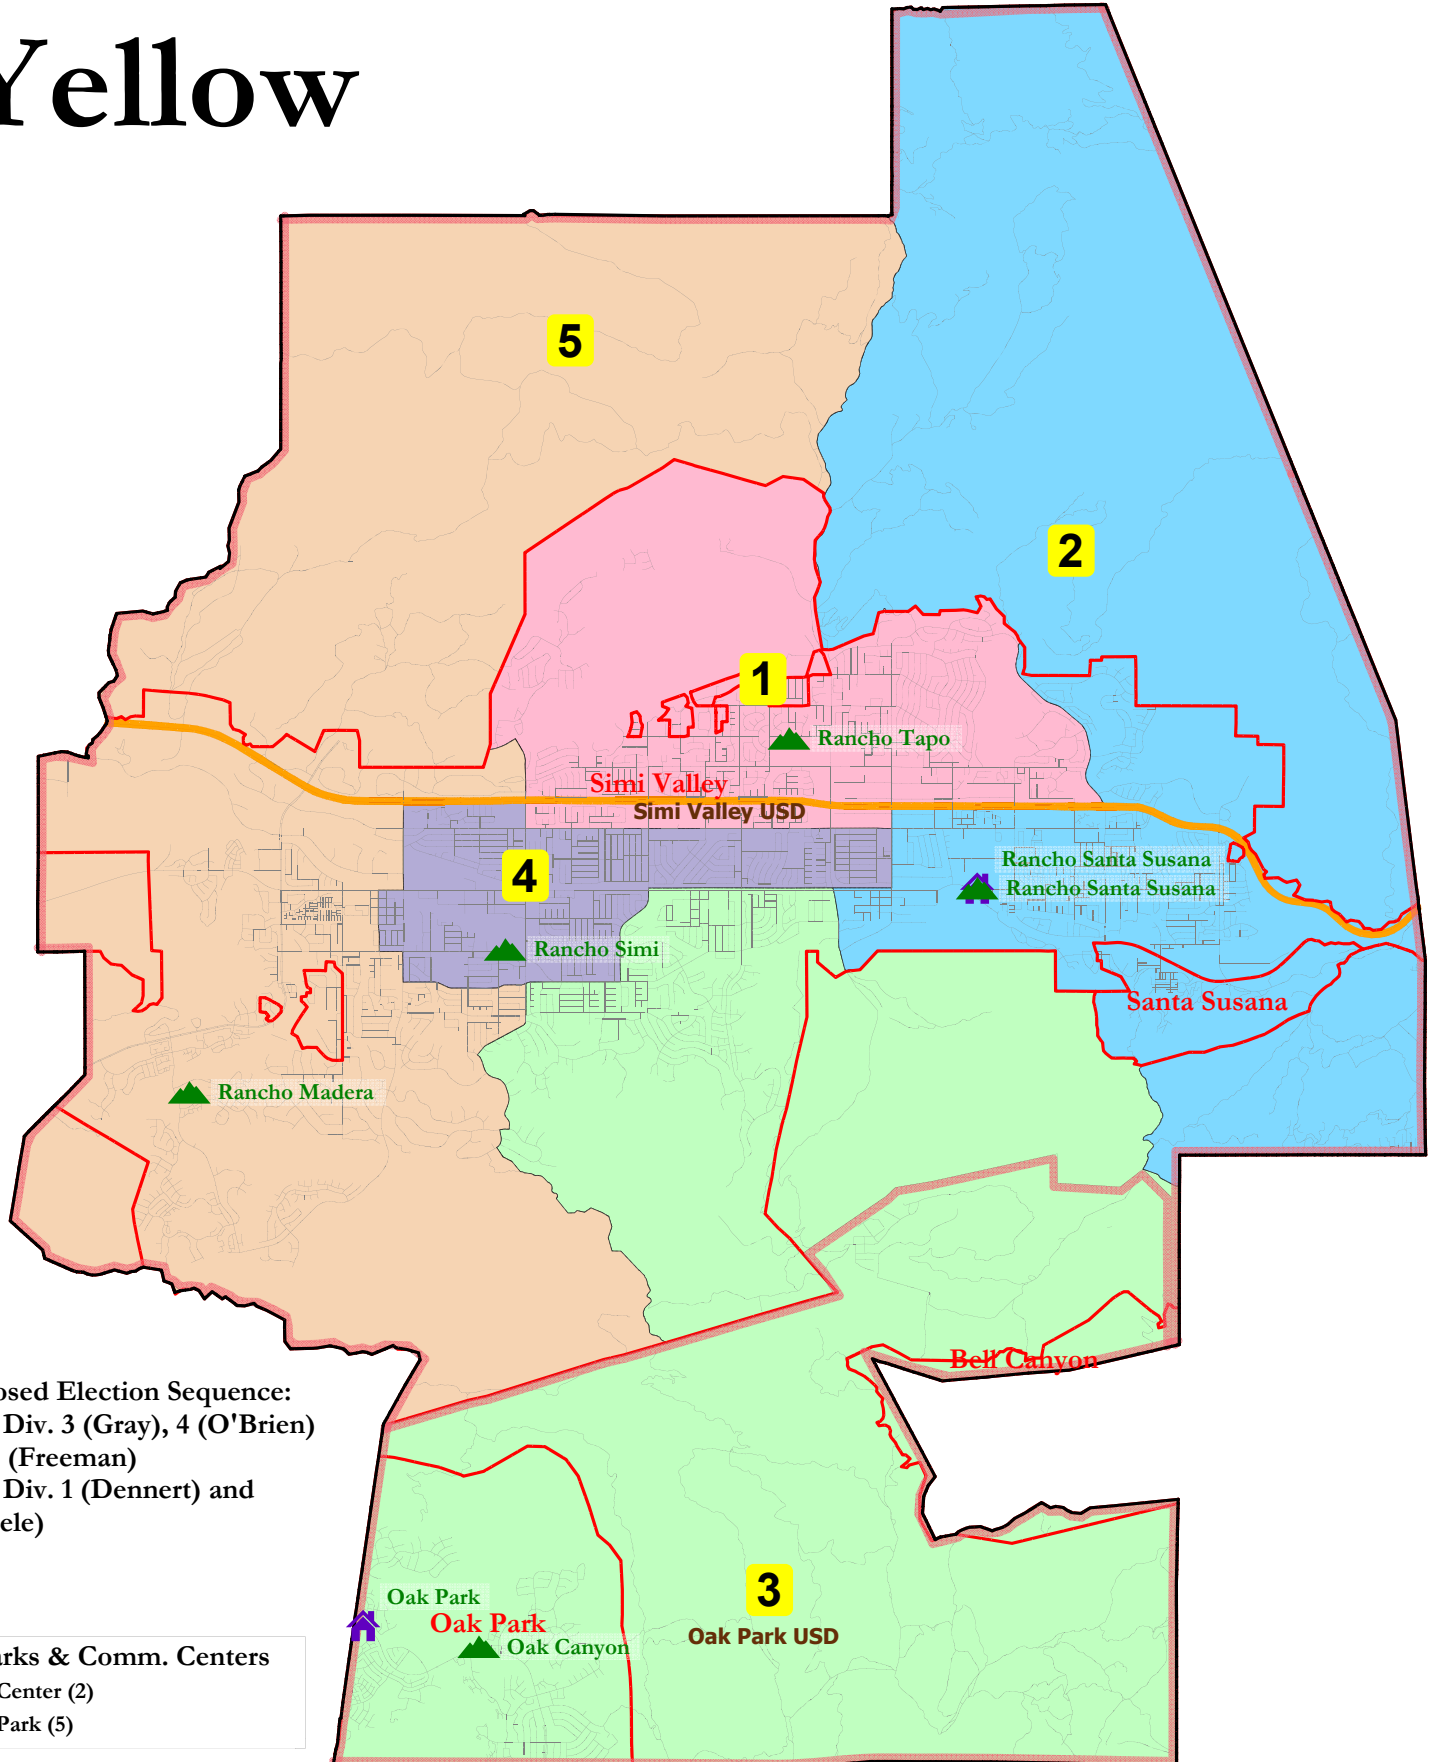 Yellow
5
2
1
Rancho Tapo
Simi Valley
Simi Valley USD
4
Rancho Santa Susana
Rancho Santa Susana
Rancho Simi
Santa Susana
Rancho Madera
Bell Canyon
osed Election Sequence:
Div. 3 (Gray), 4 (O'Brien)
(Freeman)
Div. 1 (Dennert) and
ele)
3
Oak Park
Oak Park
Oak Park USD
Oak Canyon
arks & Comm. Centers
Center (2)
Park (5)